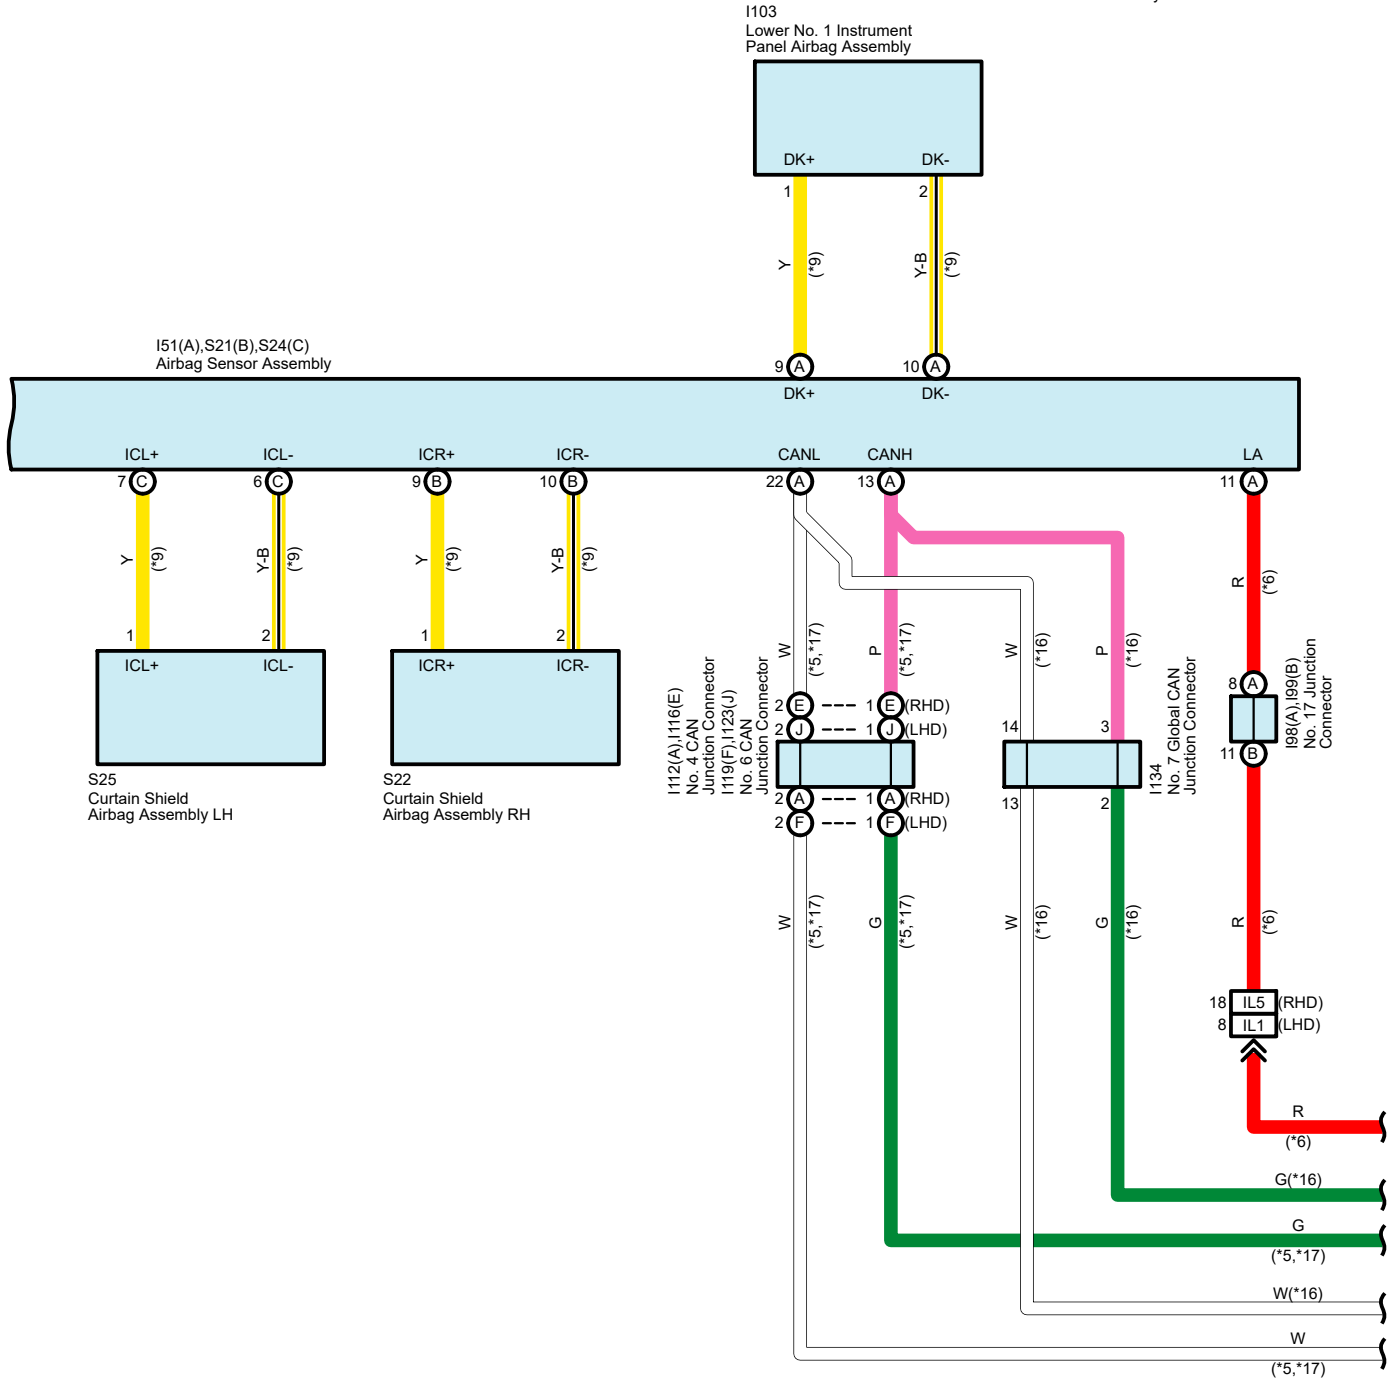 I103
Lower No. 1 Instrument
Panel Airbag Assembly
DK+ DK-
1 2
Y (*9) Y-B (*9)
I51(A),S21(B),S24(C)
Airbag Sensor Assembly
9 A 10 A
DK+ DK-
ICL+ ICL- ICR+ ICR- CANL CANH LA
7 C 6 C 9 B 10 B 22 A 13 A 11 A
Y (*9) Y-B (*9) Y (*9) Y-B (*9)
R (*6)
1 2 1 2
ICL+ ICL- ICR+ ICR-
W (*5,*17) P (*5,*17) W (*16) P (*16)
S25
Curtain Shield
Airbag Assembly LH
S22
Curtain Shield
Airbag Assembly RH
I112(A),I116(E)
No. 4 CAN
Junction Connector
I119(F),I123(J)
No. 6 CAN
Junction Connector
2 E 1 E (RHD)
2 J 1 J (LHD)
2 A 1 A (RHD)
2 F 1 F (LHD)
14 3
13 2
I134
No. 7 Global CAN
Junction Connector
8 A
11 B
I98(A),I99(B)
No. 17 Junction
Connector
W (*5,*17) G (*5,*17) W (*16) G (*16) R (*6)
18 IL5 (RHD)
8 IL1 (LHD)
R
(*6)
G(*16)
G
(*5,*17)
W(*16)
W
(*5,*17)